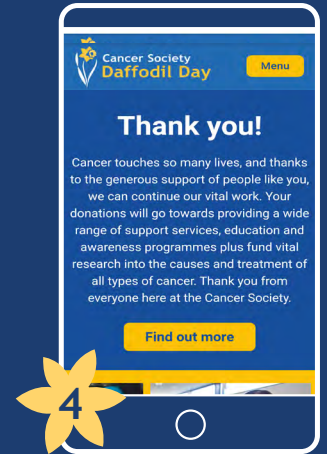 Cancer Society
Daffodil Day
Menu
Thank you!
Cancer touches so many lives, and thanks
to the generous support of people like you,
we can continue our vital work. Your
donations will go towards providing a wide
range of support services, education and
awareness programmes plus fund vital
research into the causes and treatment of
all types of cancer. Thank you from
everyone here at the Cancer Society.
Find out more
4